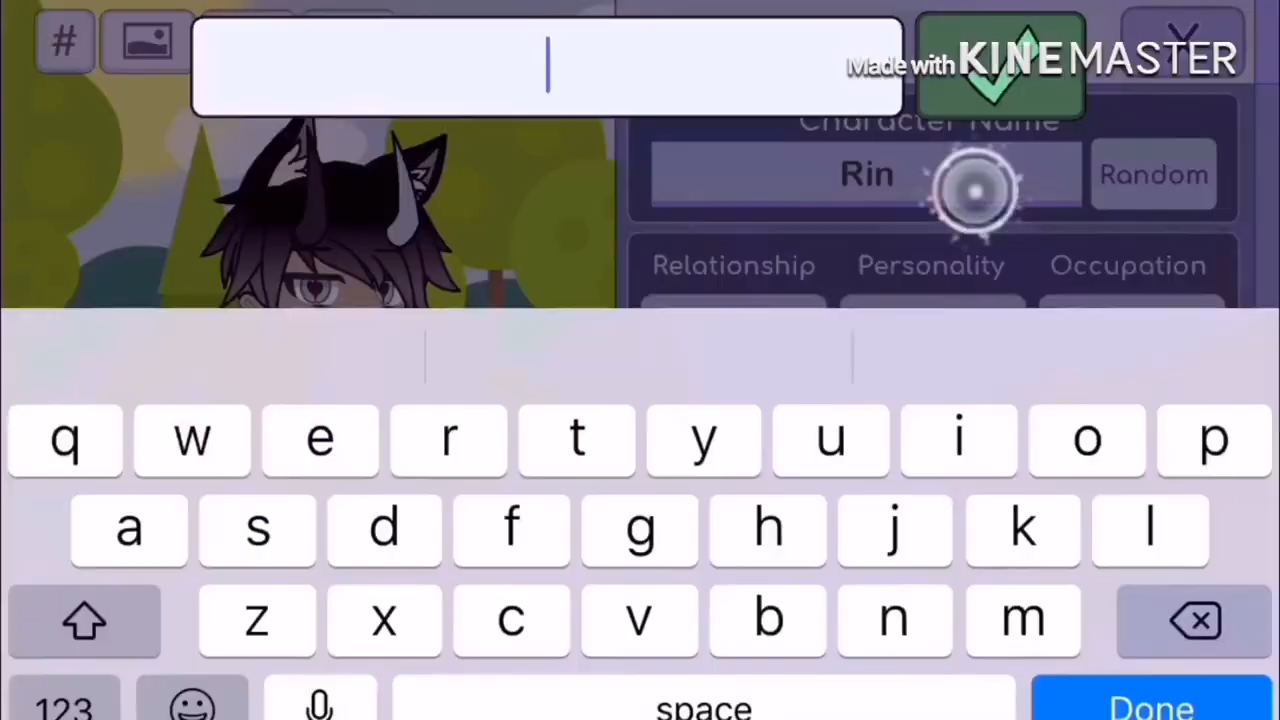 #
Made with KINEMASTER
Character Name
Rin
Random
Relationship Personality Occupation
q w e r t y u i o p
a s d f g h j k l
z x c v b n m
123 space Done